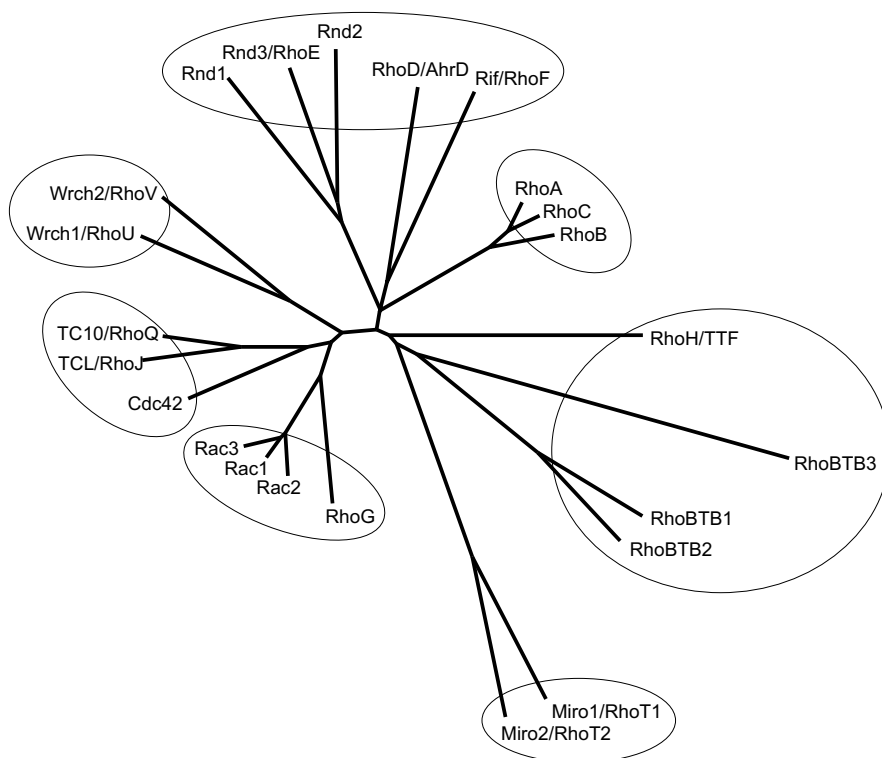 Rnd2
Rnd3/RhoE
Rnd1
RhoD/AhrD
Rif/RhoF
RhoA
RhoC
RhoB
Wrch2/RhoV
Wrch1/RhoU
TC10/RhoQ
TCL/RhoJ
Cdc42
RhoH/TTF
Rac3
Rac1
Rac2
RhoG
RhoBTB3
RhoBTB1
RhoBTB2
Miro1/RhoT1
Miro2/RhoT2